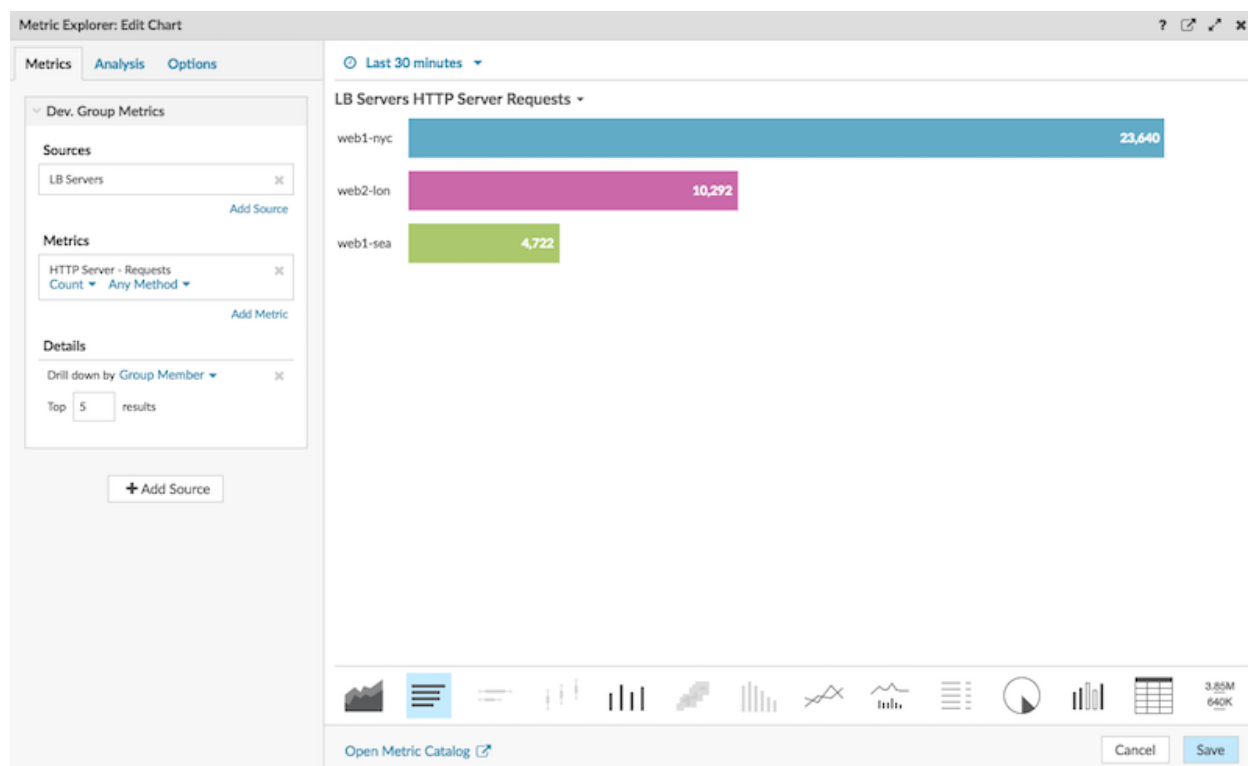 Metric Explorer: Edit Chart
?
Metrics Analysis Options
Last 30 minutes
Dev. Group Metrics
Sources
LB Servers
Add Source
Metrics
HTTP Server - Requests
Count Any Method
Add Metric
Details
Drill down by Group Member
Top 5 results
+ Add Source
LB Servers HTTP Server Requests
web1-nyc 23,640
web2-lon 10,292
web1-sea 4,722
3.85M
640K
Open Metric Catalog
Cancel Save